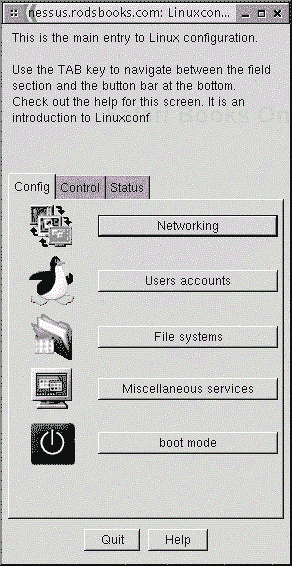 nessus.rodsbooks.com: Linuxcon...
This is the main entry to Linux configuration.
Use the TAB key to navigate between the field
section and the button bar at the bottom.
Check out the help for this screen. It is an
introduction to Linuxconf
Config Control Status
Networking
Users accounts
File systems
Miscellaneous services
boot mode
Quit Help